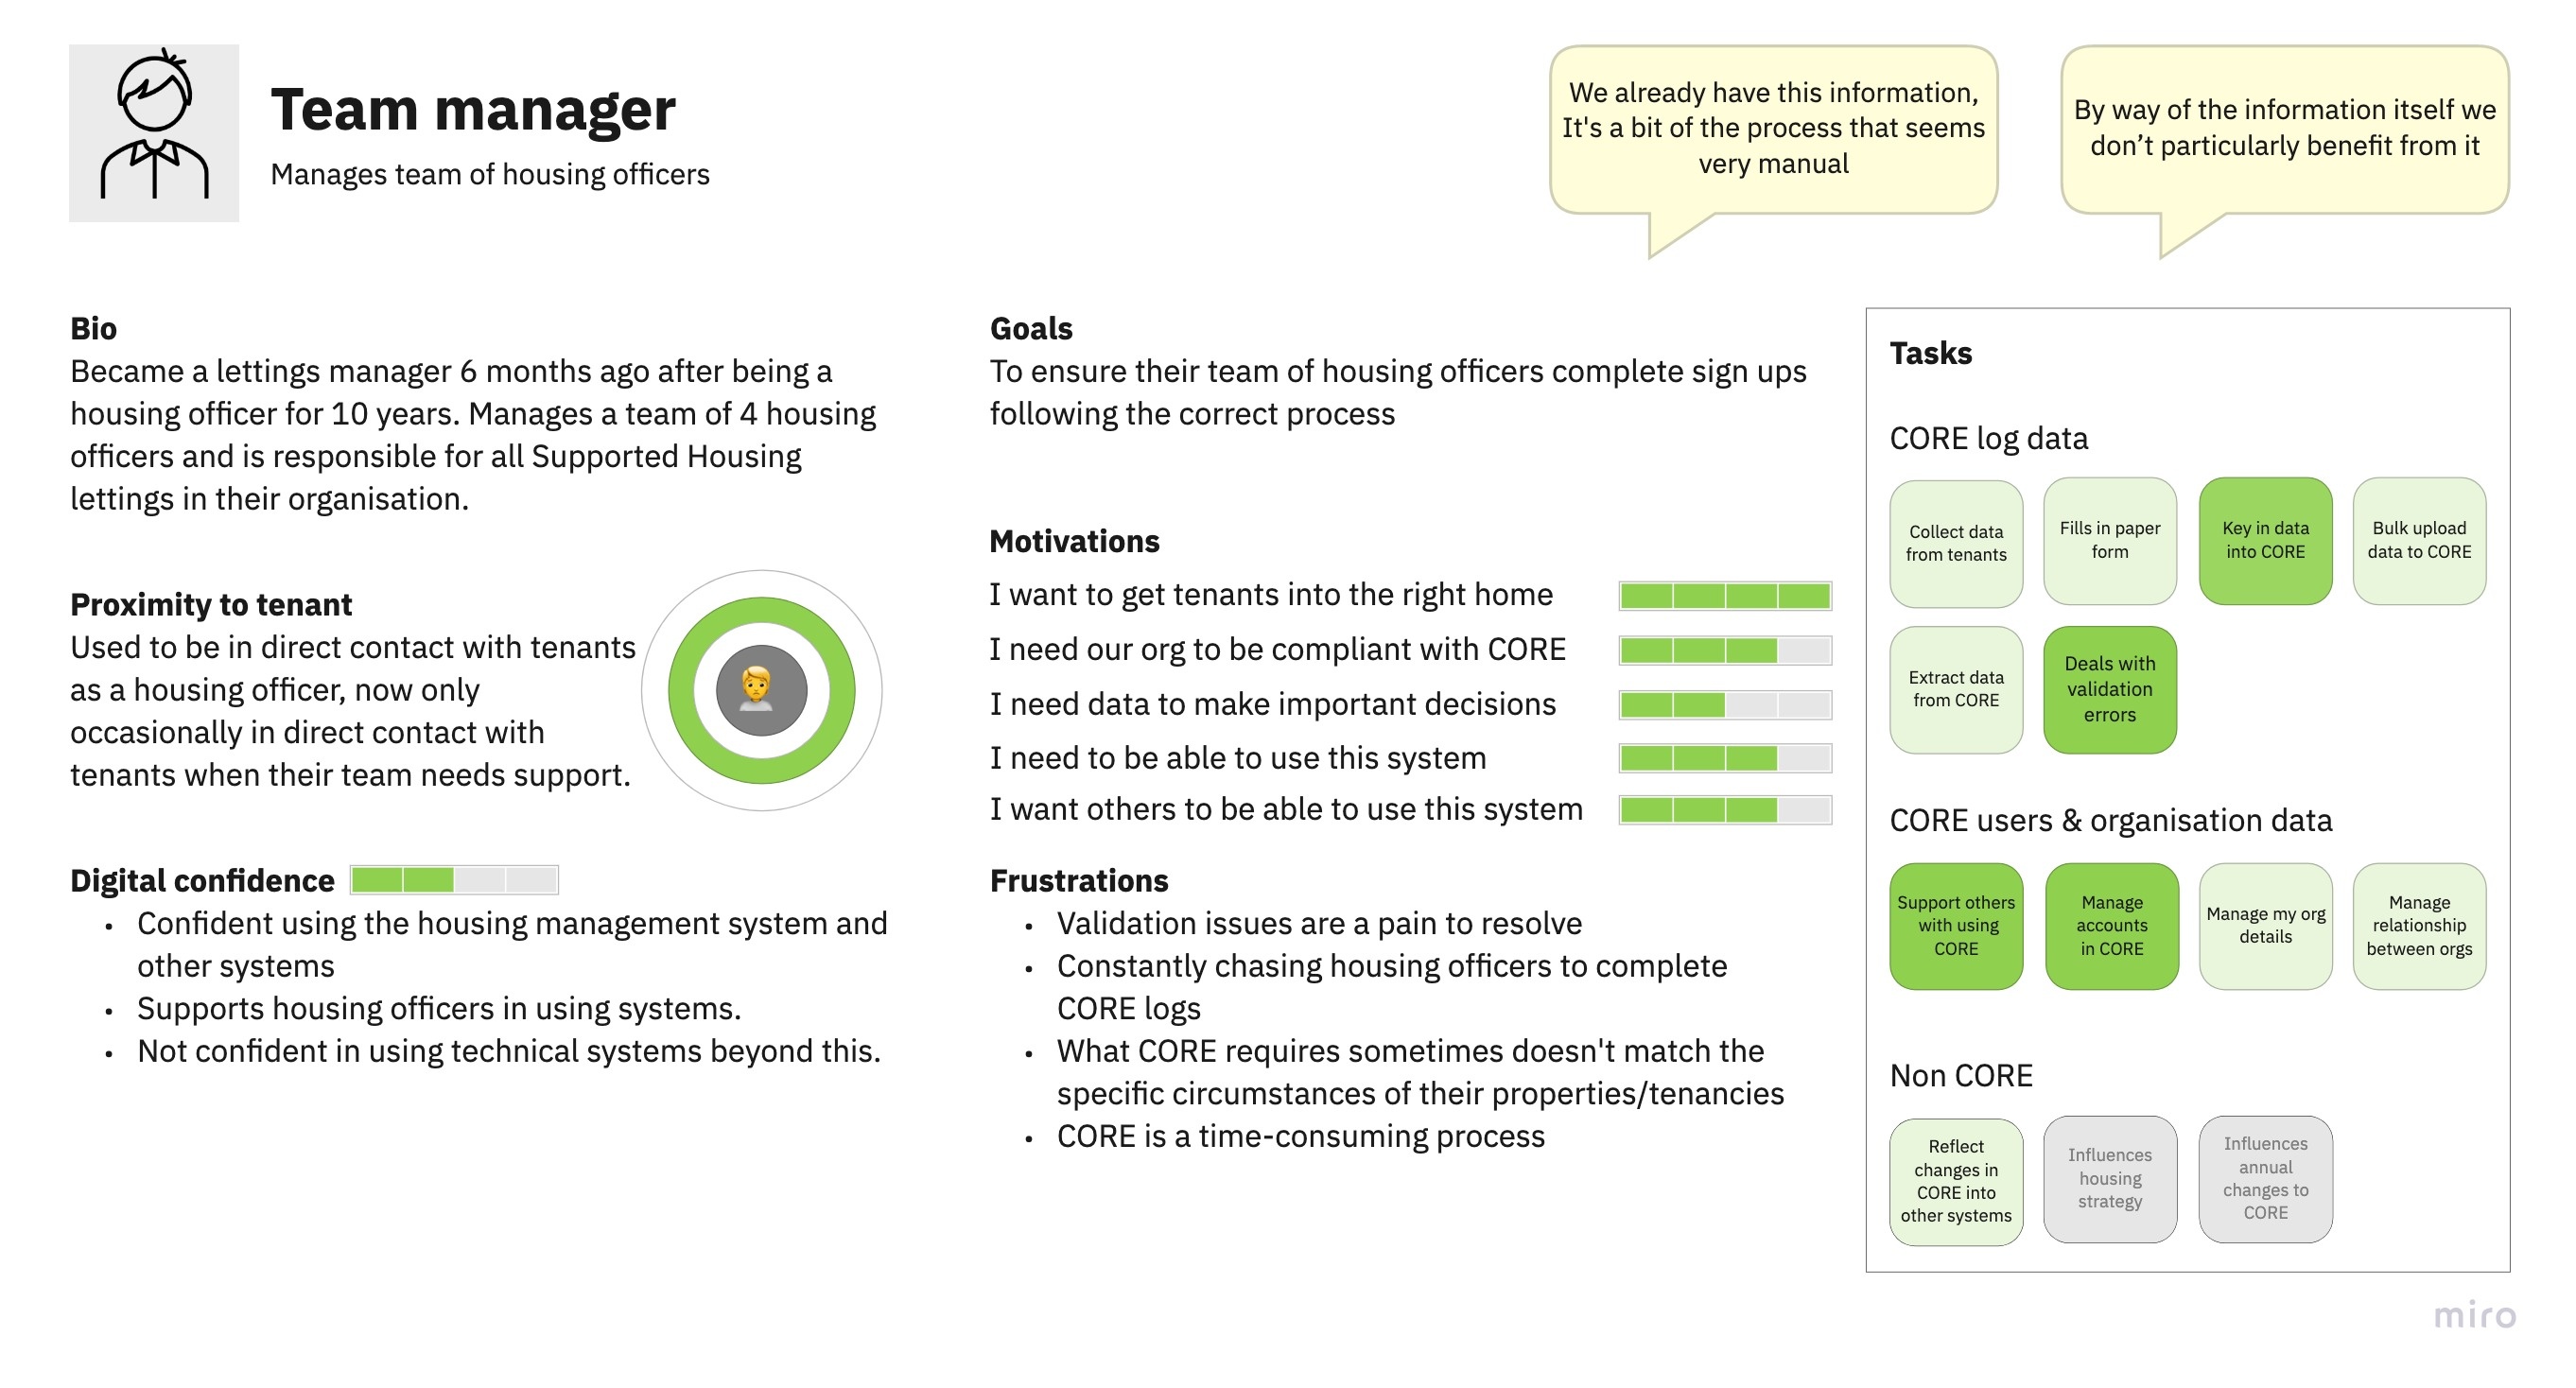 Team manager
Manages team of housing officers
We already have this information,
It's a bit of the process that seems
very manual
By way of the information itself we
don’t particularly benefit from it
Bio
Became a lettings manager 6 months ago after being a
housing officer for 10 years. Manages a team of 4 housing
officers and is responsible for all Supported Housing
lettings in their organisation.
Proximity to tenant
Used to be in direct contact with tenants
as a housing officer, now only
occasionally in direct contact with
tenants when their team needs support.
Digital confidence
• Confident using the housing management system and
other systems
• Supports housing officers in using systems.
• Not confident in using technical systems beyond this.
Goals
To ensure their team of housing officers complete sign ups
following the correct process
Motivations
I want to get tenants into the right home
I need our org to be compliant with CORE
I need data to make important decisions
I need to be able to use this system
I want others to be able to use this system
Frustrations
• Validation issues are a pain to resolve
• Constantly chasing housing officers to complete
CORE logs
• What CORE requires sometimes doesn't match the
specific circumstances of their properties/tenancies
• CORE is a time-consuming process
Tasks
CORE log data
Collect data
from tenants
Fills in paper
form
Key in data
into CORE
Bulk upload
data to CORE
Extract data
from CORE
Deals with
validation
errors
CORE users & organisation data
Support others
with using
CORE
Manage
accounts
in CORE
Manage my org
details
Manage
relationship
between orgs
Non CORE
Reflect
changes in
CORE into
other systems
Influences
housing
strategy
Influences
annual
changes to
CORE
miro